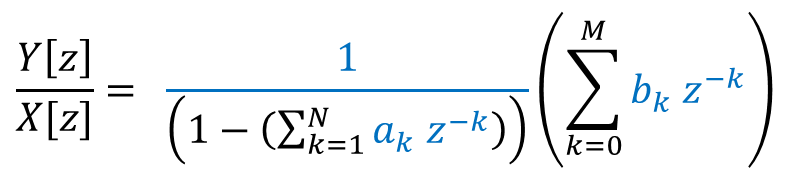 Y[z]/X[z] = 1/(1 − (∑_{k=1}^{N} a_k z^{−k})) (∑_{k=0}^{M} b_k z^{−k})